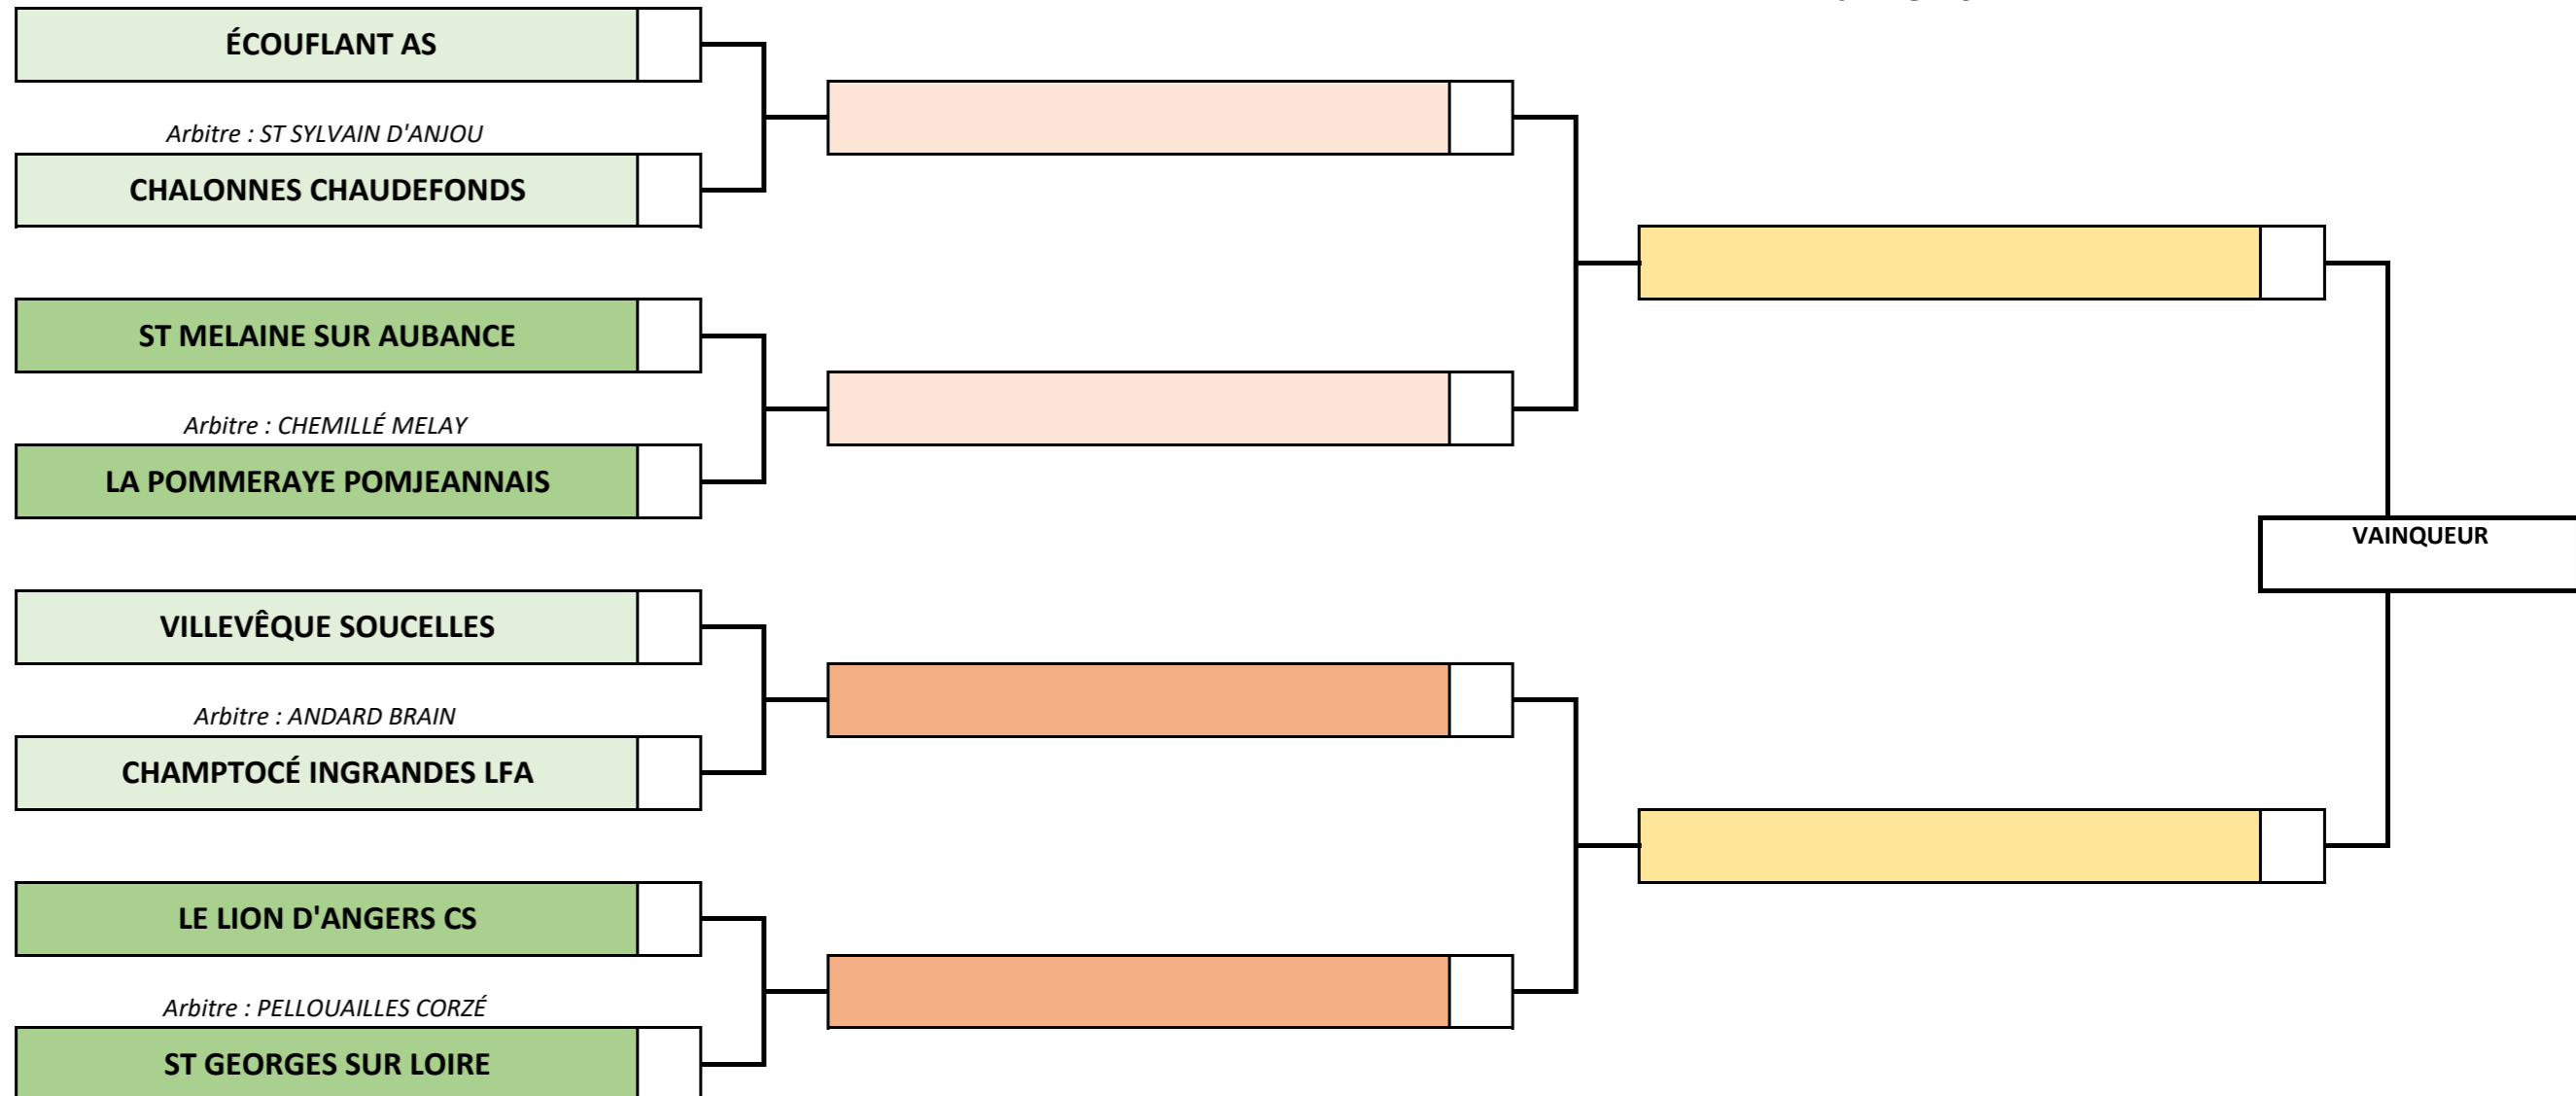 ÉCOUFLANT AS
Arbitre : ST SYLVAIN D'ANJOU
CHALONNES CHAUDEFONDS
ST MELAINE SUR AUBANCE
Arbitre : CHEMILLÉ MELAY
LA POMMERAYE POMJEANNAIS
VAINQUEUR
VILLEVÊQUE SOUCELLES
Arbitre : ANDARD BRAIN
CHAMPTOCÉ INGRANDES LFA
LE LION D'ANGERS CS
Arbitre : PELLOUAILLES CORZÉ
ST GEORGES SUR LOIRE